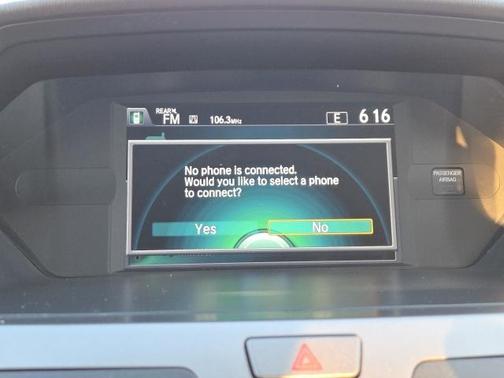 REAR
FM 106.3MHz E 6:16
No phone is connected.
Would you like to select a phone
to connect?
Yes No
PASSENGER
AIRBAG